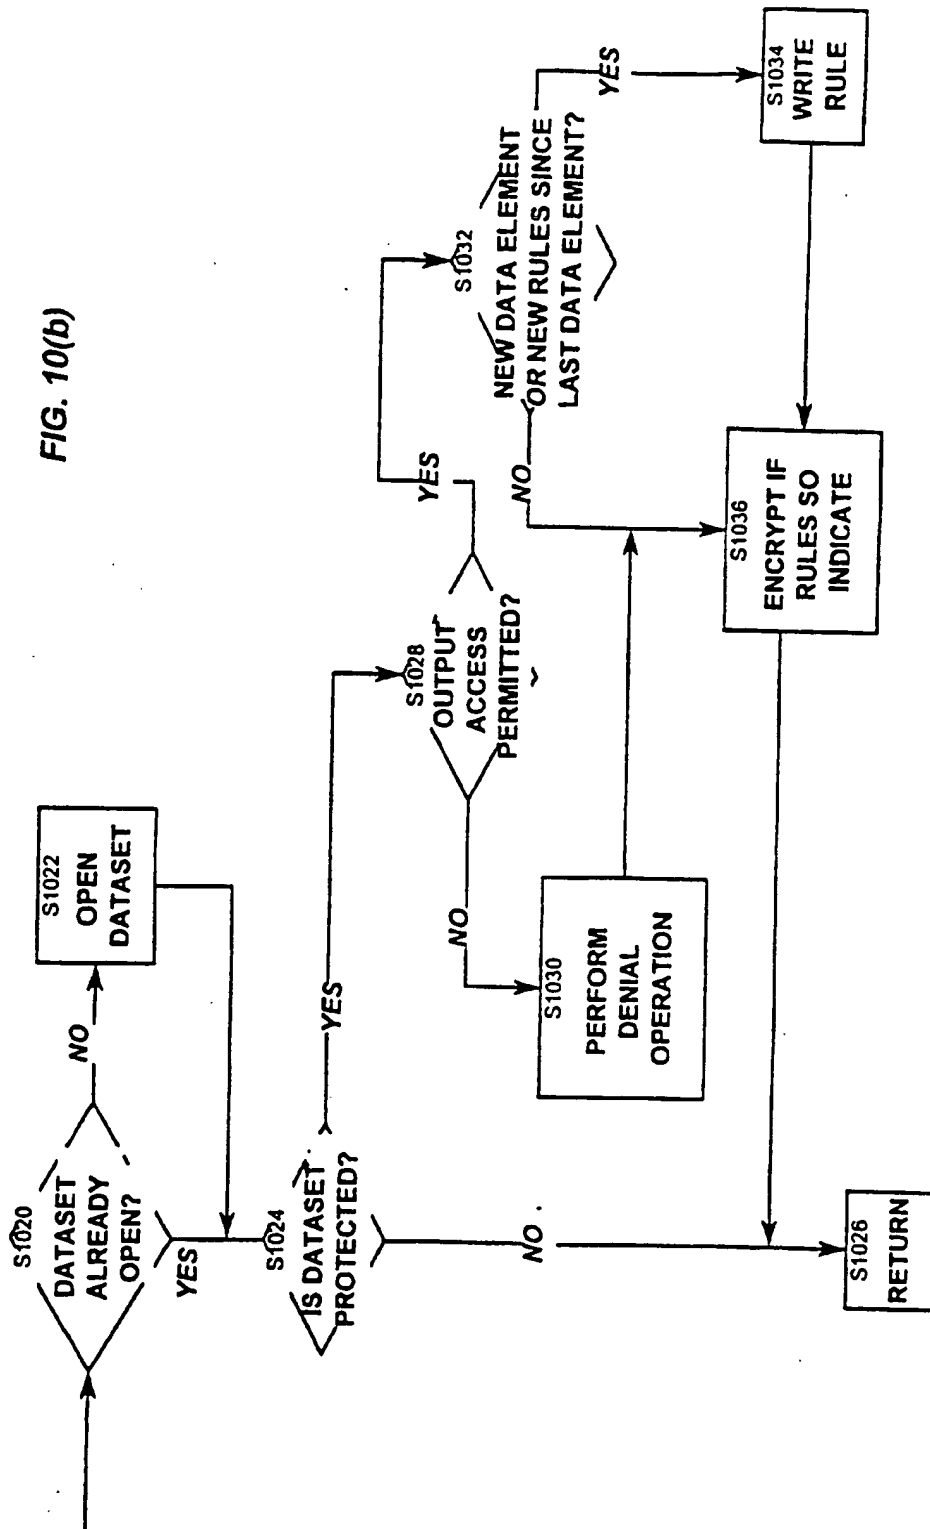 FIG. 10(b)
S1020
DATASET
ALREADY
OPEN?
NO
YES
S1022
OPEN
DATASET
S1024
IS DATASET
PROTECTED?
YES
NO
S1026
RETURN
S1028
OUTPUT
ACCESS
PERMITTED?
YES
NO
S1030
PERFORM
DENIAL
OPERATION
S1032
NEW DATA ELEMENT
OR NEW RULES SINCE
LAST DATA ELEMENT?
YES
NO
S1034
WRITE
RULE
S1036
ENCRYPT IF
RULES SO
INDICATE